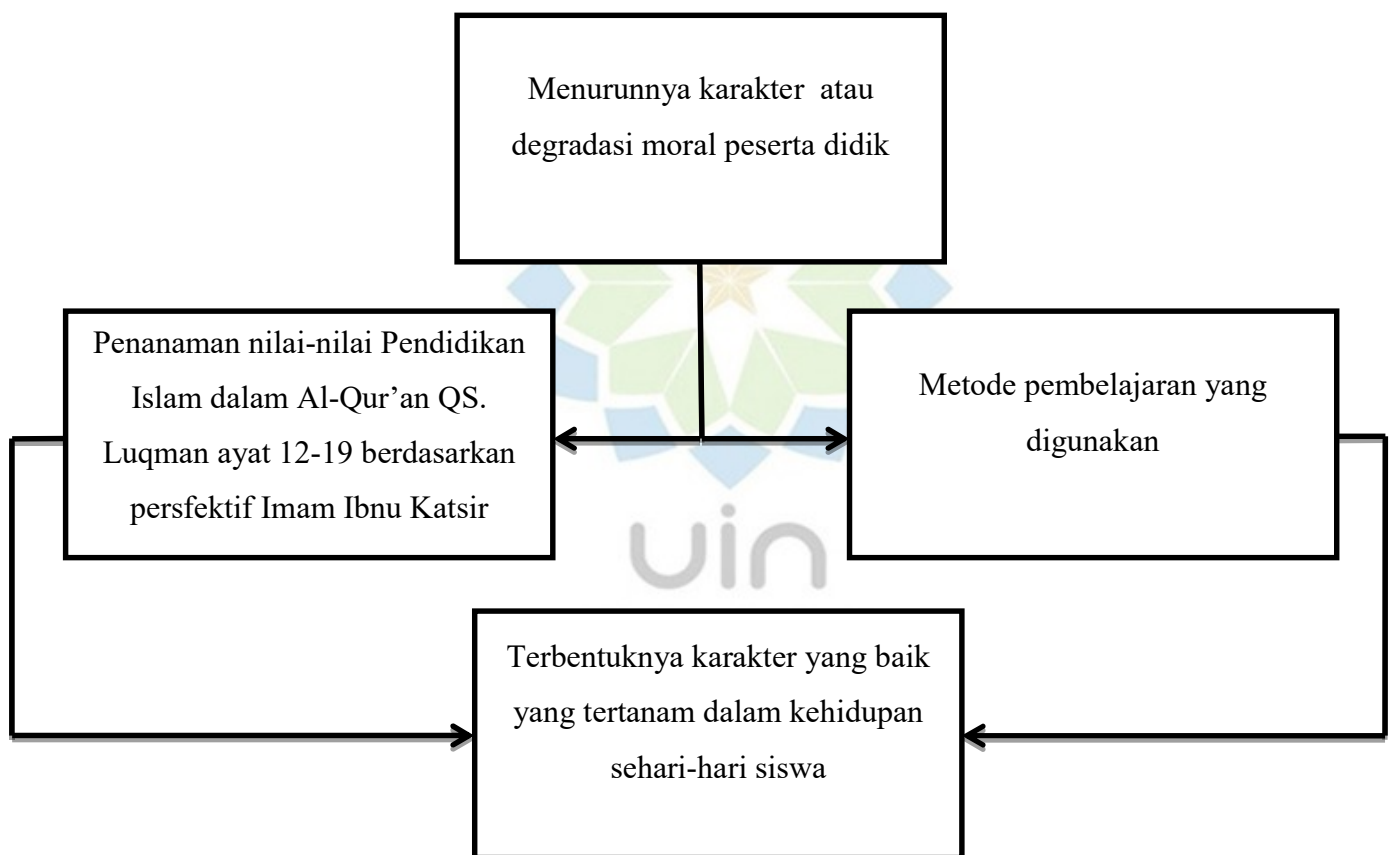 Menurunnya karakter atau
degradasi moral peserta didik
Penanaman nilai-nilai Pendidikan
Islam dalam Al-Qur’an QS.
Luqman ayat 12-19 berdasarkan
persfektif Imam Ibnu Katsir
Metode pembelajaran yang
digunakan
uin
Terbentuknya karakter yang baik
yang tertanam dalam kehidupan
sehari-hari siswa